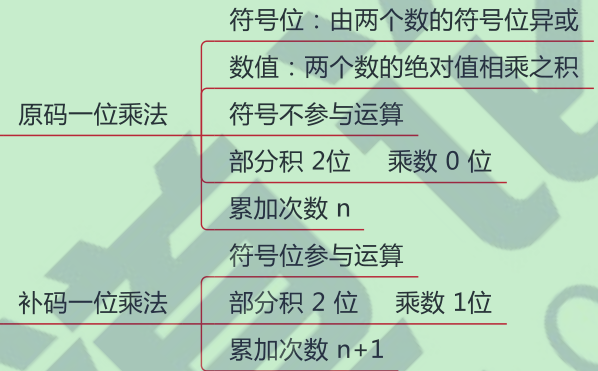 符号位：由两个数的符号位异或
数值：两个数的绝对值相乘之积
原码一位乘法
符号不参与运算
部分积 2位 乘数 0 位
累加次数 n
符号位参与运算
补码一位乘法
部分积 2 位 乘数 1位
累加次数 n+1